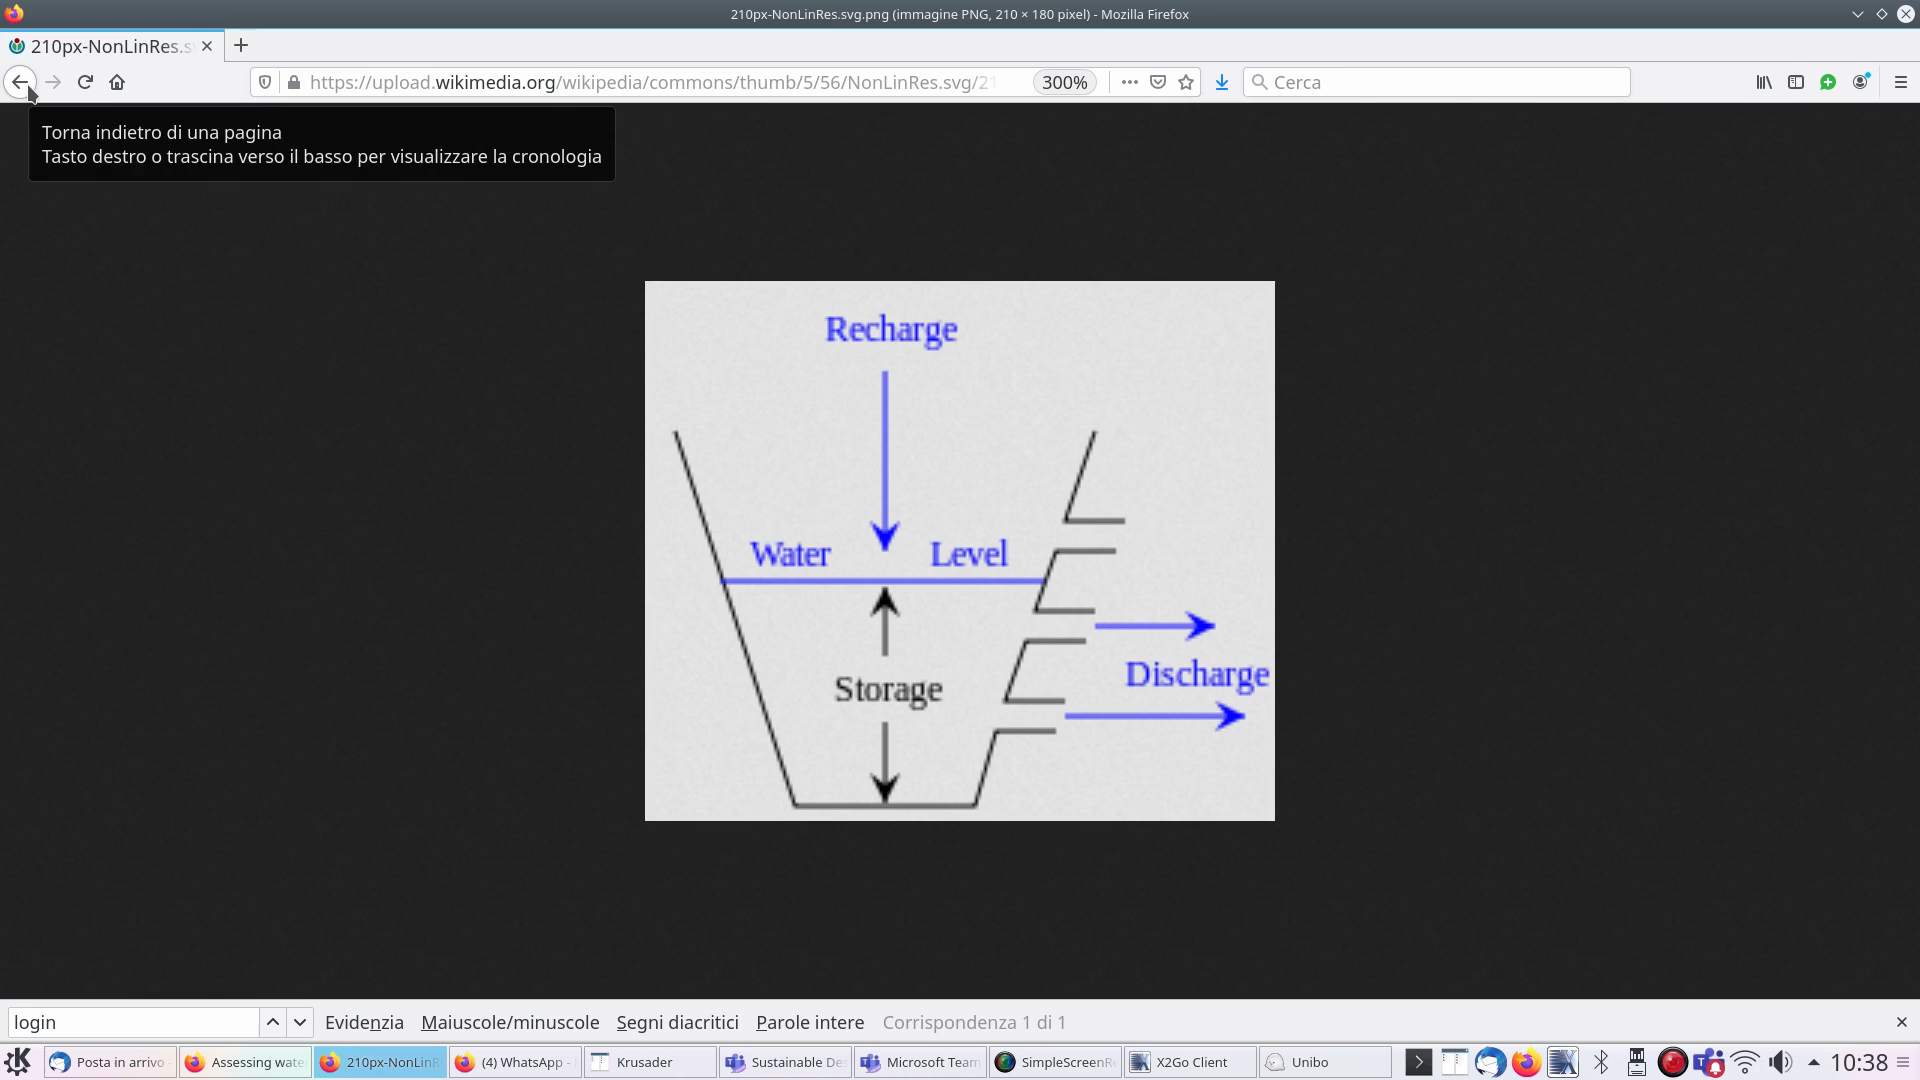 210px-NonLinRes.svg.png (immagine PNG, 210 × 180 pixel) - Mozilla Firefox
210px-NonLinRes.s
https://upload.wikimedia.org/wikipedia/commons/thumb/5/56/NonLinRes.svg/21
300%
Cerca
Torna indietro di una pagina
Tasto destro o trascina verso il basso per visualizzare la cronologia
Recharge
Water Level
Storage
Discharge
login
Evidenzia Maiuscole/minuscole Segni diacritici Parole intere Corrispondenza 1 di 1
Posta in arrivo Assessing wate 210px-NonLinR (4) WhatsApp - Krusader Sustainable De Microsoft Team SimpleScreenRe X2Go Client Unibo 10:38